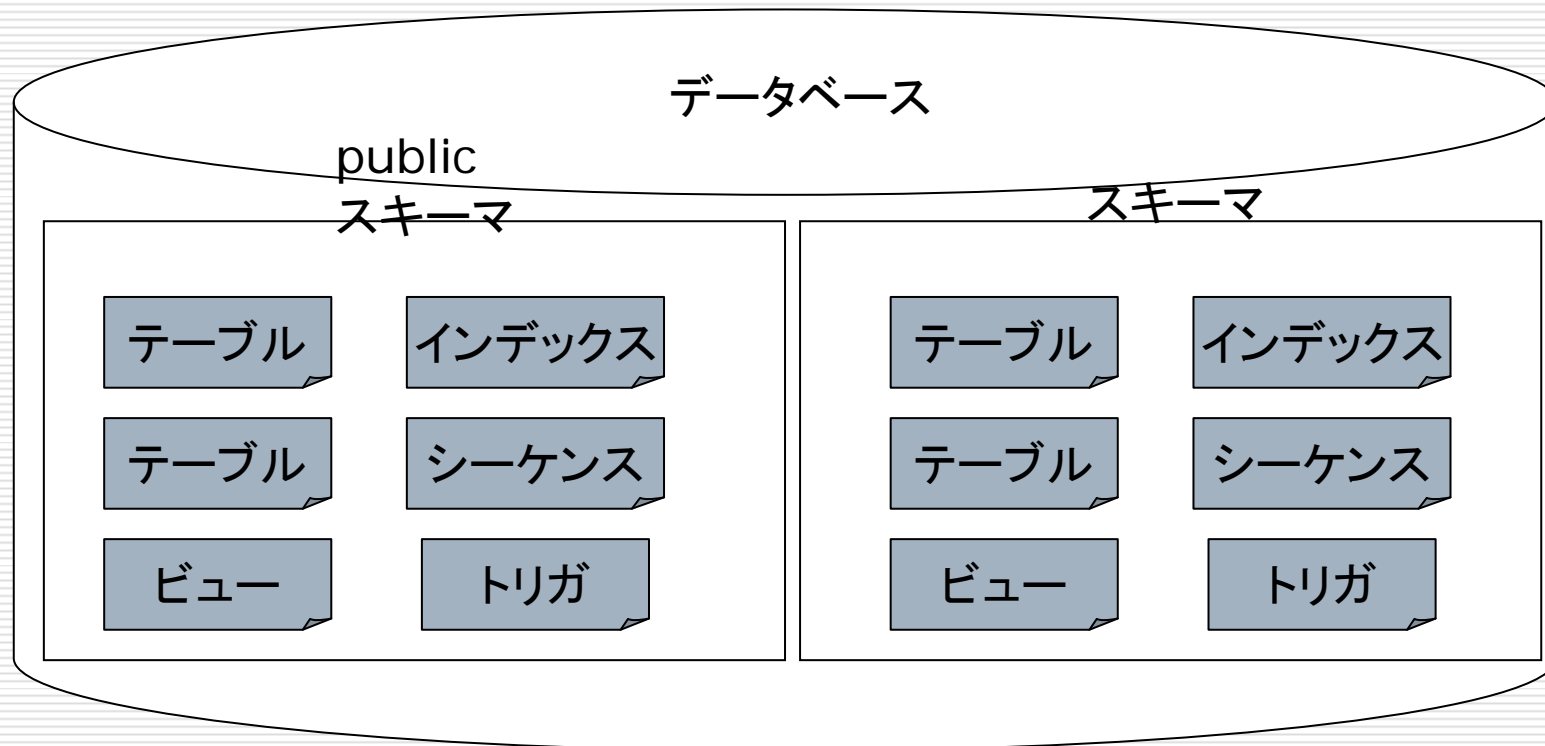 データベース
public
スキーマ
スキーマ
テーブル
インデックス
テーブル
シーケンス
ビュー
トリガ
テーブル
インデックス
テーブル
シーケンス
ビュー
トリガ